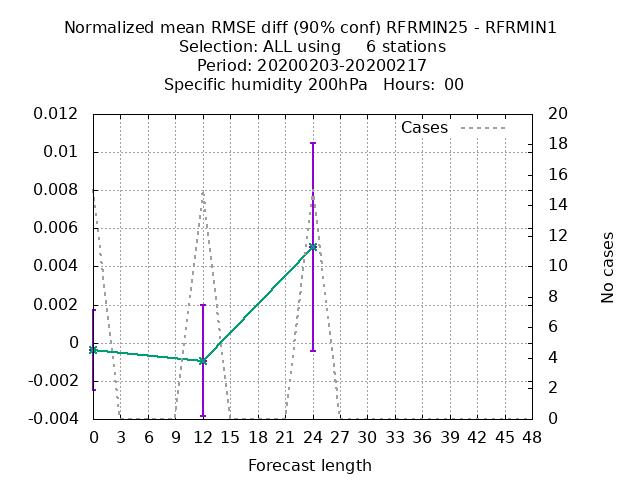 Normalized mean RMSE diff (90% conf) RFRMIN25 - RFRMIN1
Selection: ALL using     6 stations
Period: 20200203-20200217
Specific humidity 200hPa   Hours:  00
0.012
0.01
0.008
0.006
0.004
0.002
0
-0.002
-0.004
Cases
20
18
16
14
12
10
8
6
4
2
0
No cases
0 3 6 9 12 15 18 21 24 27 30 33 36 39 42 45 48
Forecast length